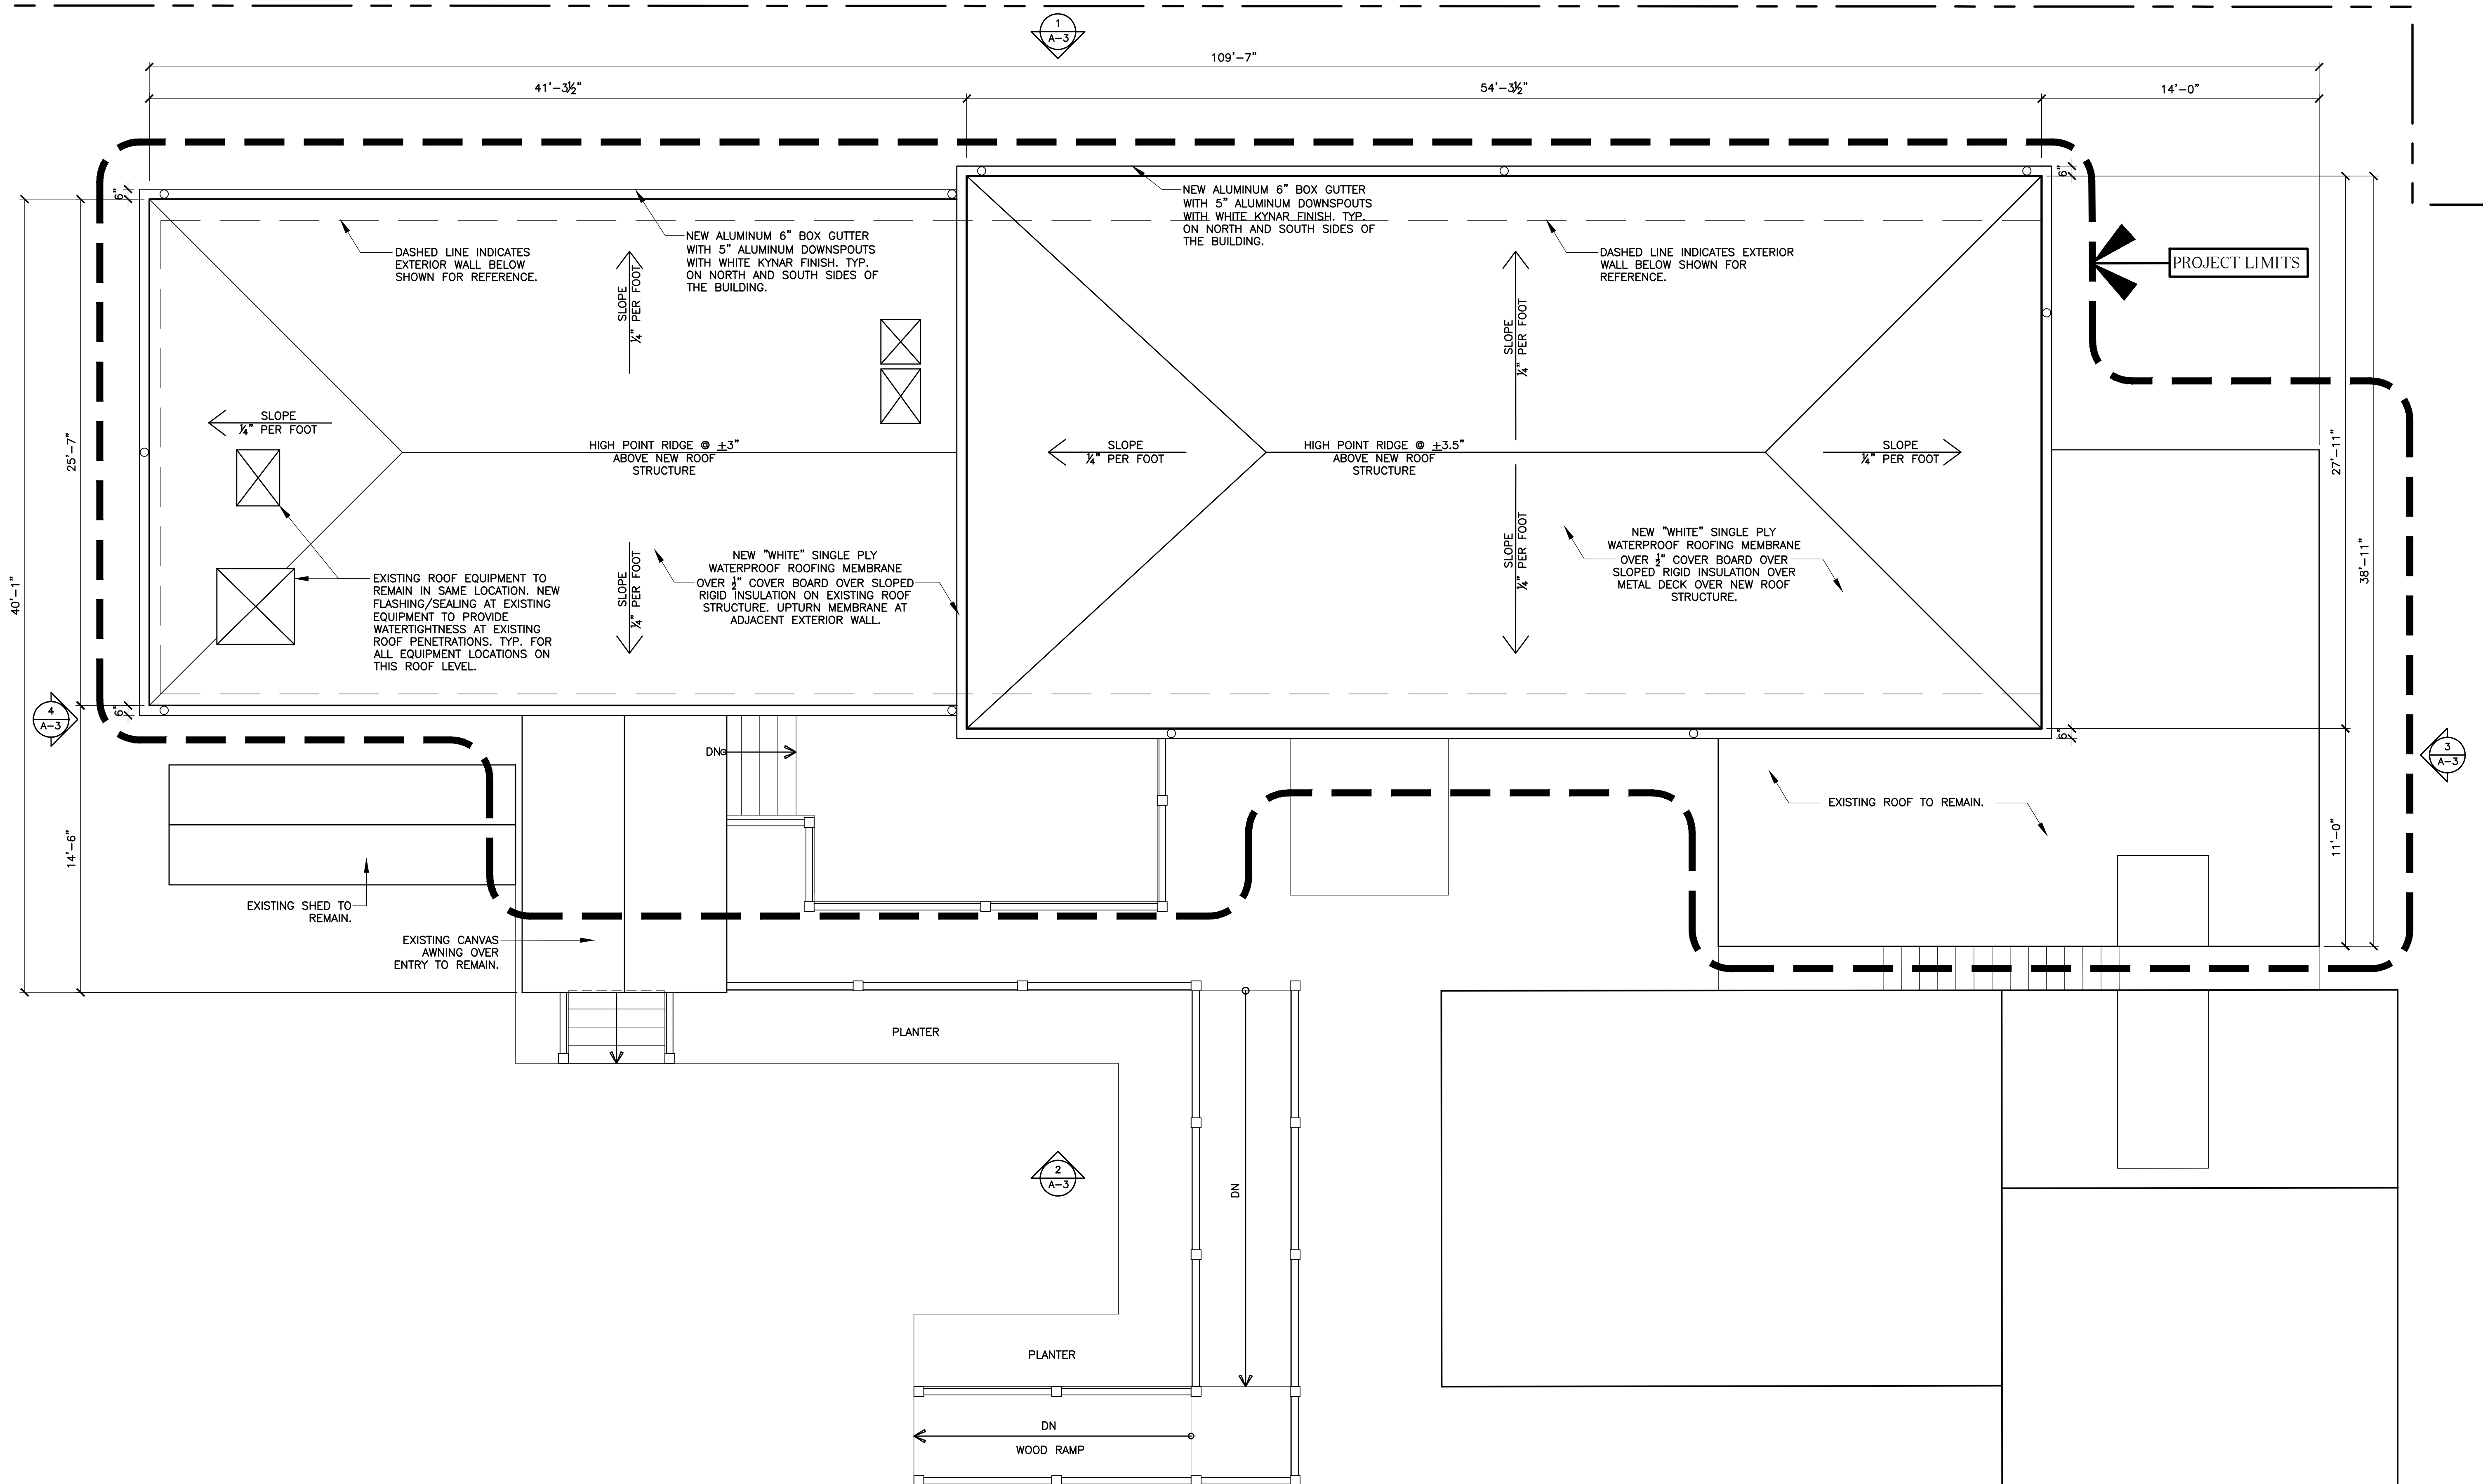 1
A-3
109'-7"
41'-3½"
54'-3½"
14'-0"
6"
6"
NEW ALUMINUM 6" BOX GUTTER
WITH 5" ALUMINUM DOWNSPOUTS
WITH WHITE KYNAR FINISH. TYP.
ON NORTH AND SOUTH SIDES OF
THE BUILDING.
NEW ALUMINUM 6" BOX GUTTER
WITH 5" ALUMINUM DOWNSPOUTS
WITH WHITE KYNAR FINISH. TYP.
ON NORTH AND SOUTH SIDES OF
THE BUILDING.
DASHED LINE INDICATES
EXTERIOR WALL BELOW
SHOWN FOR REFERENCE.
DASHED LINE INDICATES EXTERIOR
WALL BELOW SHOWN FOR
REFERENCE.
PROJECT LIMITS
SLOPE
¼" PER FOOT
SLOPE
¼" PER FOOT
SLOPE
¼" PER FOOT
25'-7"
HIGH POINT RIDGE @ ±3"
ABOVE NEW ROOF
STRUCTURE
SLOPE
¼" PER FOOT
HIGH POINT RIDGE @ ±3.5"
ABOVE NEW ROOF
STRUCTURE
SLOPE
¼" PER FOOT
27'-11"
40'-1"
38'-11"
EXISTING ROOF EQUIPMENT TO
REMAIN IN SAME LOCATION. NEW
FLASHING/SEALING AT EXISTING
EQUIPMENT TO PROVIDE
WATERTIGHTNESS AT EXISTING
ROOF PENETRATIONS. TYP. FOR
ALL EQUIPMENT LOCATIONS ON
THIS ROOF LEVEL.
SLOPE
¼" PER FOOT
NEW "WHITE" SINGLE PLY
WATERPROOF ROOFING MEMBRANE
OVER ½" COVER BOARD OVER SLOPED
RIGID INSULATION ON EXISTING ROOF
STRUCTURE. UPTURN MEMBRANE AT
ADJACENT EXTERIOR WALL.
SLOPE
¼" PER FOOT
NEW "WHITE" SINGLE PLY
WATERPROOF ROOFING MEMBRANE
OVER ½" COVER BOARD OVER
SLOPED RIGID INSULATION OVER
METAL DECK OVER NEW ROOF
STRUCTURE.
4
A-3
6"
6"
DN
3
A-3
EXISTING ROOF TO REMAIN.
14'-6"
11'-0"
EXISTING SHED TO
REMAIN.
EXISTING CANVAS
AWNING OVER
ENTRY TO REMAIN.
PLANTER
2
A-3
DN
PLANTER
DN
WOOD RAMP